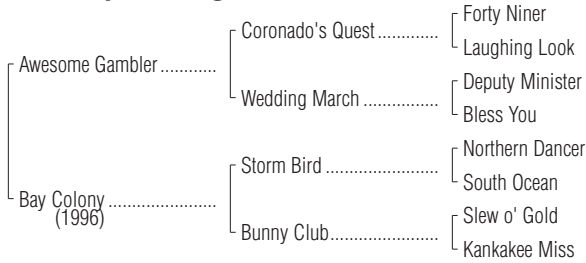 Forty Niner
Coronado's Quest.............
Laughing Look
Awesome Gambler ............
Deputy Minister
Wedding March ................
Bless You
Northern Dancer
Storm Bird ........................
South Ocean
Bay Colony .......................
(1996)
Slew o' Gold
Bunny Club.......................
Kankakee Miss